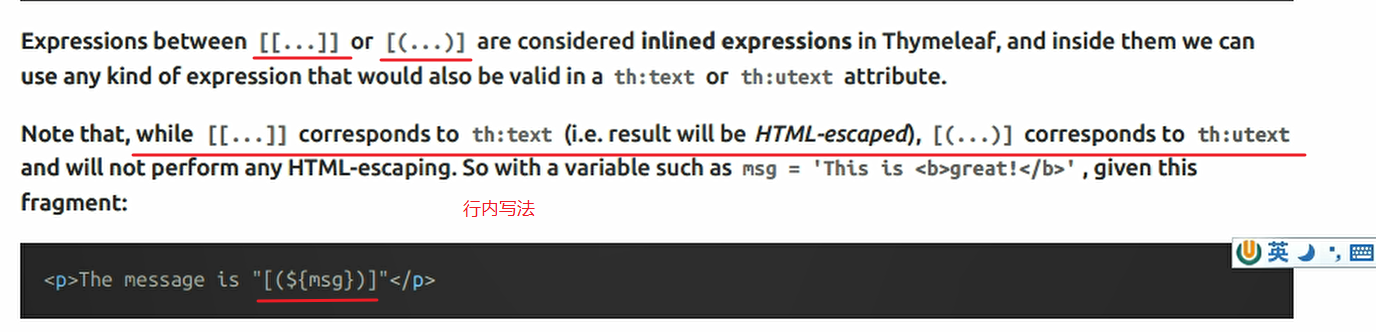 Expressions between [[...]] or [(...)] are considered inlined expressions in Thymeleaf, and inside them we can
use any kind of expression that would also be valid in a th:text or th:utext attribute.
Note that, while [[...]] corresponds to th:text (i.e. result will be HTML-escaped), [(...)] corresponds to th:utext
and will not perform any HTML-escaping. So with a variable such as msg = 'This is <b>great!</b>' , given this
fragment:
行内写法
英
<p>The message is "[(${msg})]"</p>